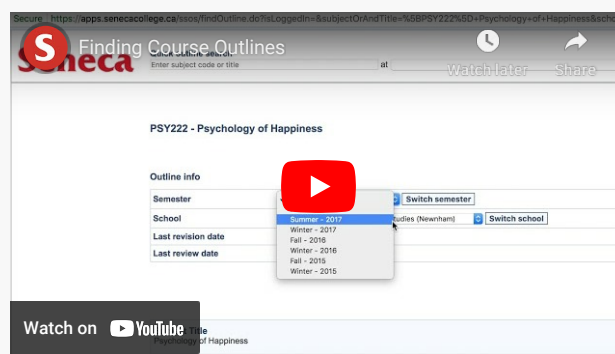 Secure https://apps.senecacollege.ca/ssos/findOutline.do?isLoggedIn=&subjectOrAndTitle=%5BPSY222%5D+Psychology+of+Happiness&scho
S Finding Course Outlines
Seneca
Enter subject code or title at
Watch later Share
PSY222 - Psychology of Happiness
Outline info
Semester Switch semester
School tudies (Newnham) Switch school
Summer - 2017
Winter - 2017
Last revision date
Fall - 2016
Winter - 2016
Last review date
Fall - 2015
Winter - 2015
Watch on YouTube
Title
Psychology of Happiness